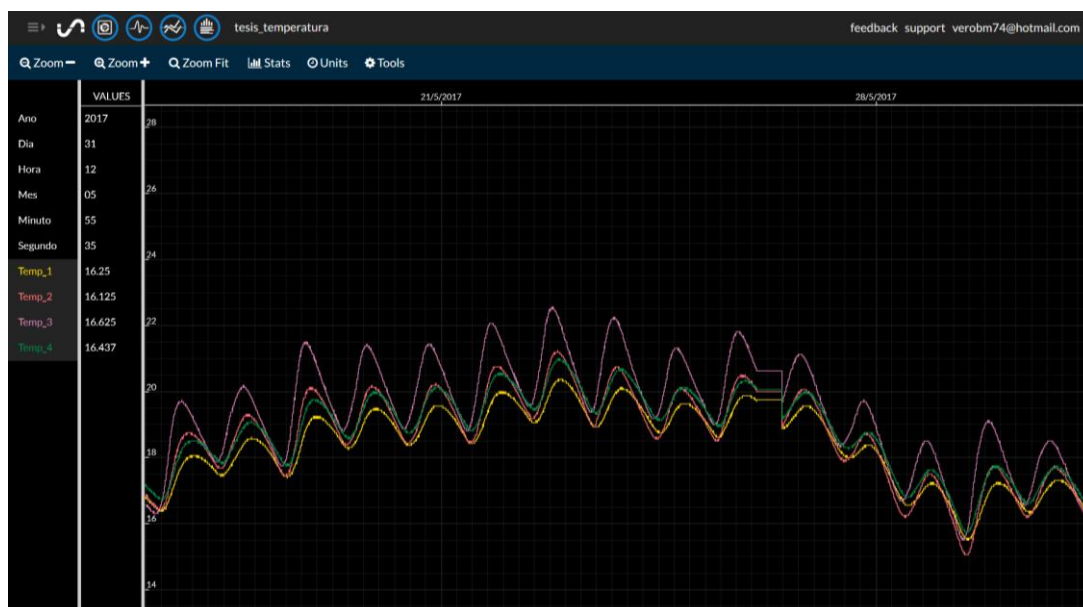 tesis_temperatura feedback support verobm74@hotmail.com
Zoom Zoom Zoom Fit Stats Units Tools
VALUES 21/5/2017 28/5/2017
Ano 2017
Dia 31
Hora 12
Mes 05
Minuto 55
Segundo 35
Temp_1 16.25
Temp_2 16.125
Temp_3 16.625
Temp_4 16.437
28
26
24
22
20
18
16
14